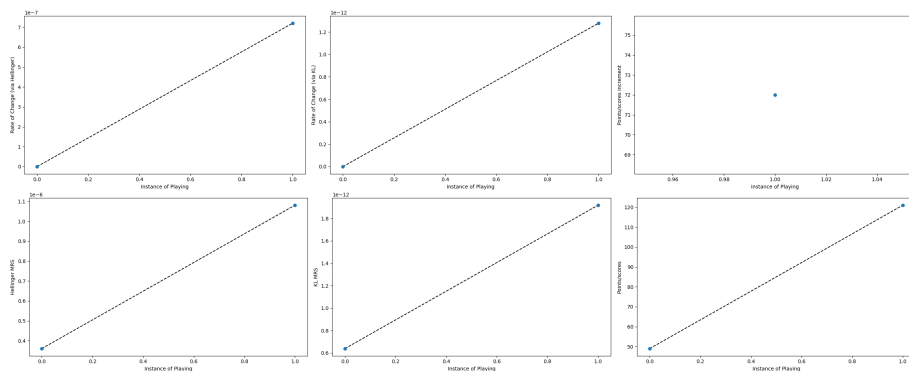 1e−7
7
6
5
4
3
2
1
0
Rate of Change (via Hellinger)
0.0 0.2 0.4 0.6 0.8 1.0
Instance of Playing
1e−12
1.2
1.0
0.8
0.6
0.4
0.2
0.0
Rate of Change (via KL)
0.0 0.2 0.4 0.6 0.8 1.0
Instance of Playing
75
74
73
72
71
70
69
Points/scores increment
0.96 0.98 1.00 1.02 1.04
Instance of Playing
1e−6
1.1
1.0
0.9
0.8
0.7
0.6
0.5
0.4
Hellinger MRS
0.0 0.2 0.4 0.6 0.8 1.0
Instance of Playing
1e−12
1.8
1.6
1.4
1.2
1.0
0.8
0.6
KL MRS
0.0 0.2 0.4 0.6 0.8 1.0
Instance of Playing
120
110
100
90
80
70
60
50
Points/scores
0.0 0.2 0.4 0.6 0.8 1.0
Instance of Playing